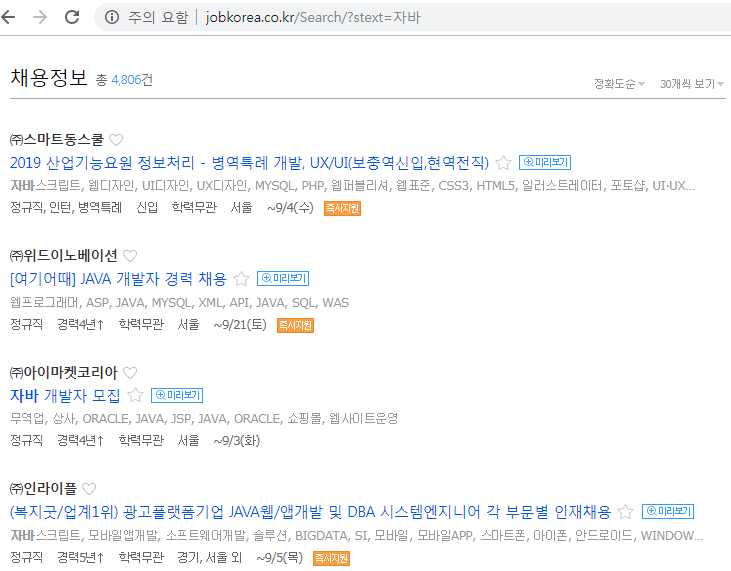 주의 요함 | jobkorea.co.kr/Search/?stext=자바
채용정보 총 4,806건 정확도순 30개씩 보기
㈜스마트동스쿨
2019 산업기능요원 정보처리 - 병역특례 개발, UX/UI(보충역신입,현역전직) 미리보기
자바스크립트, 웹디자인, UI디자인, UX디자인, MYSQL, PHP, 웹퍼블리셔, 웹표준, CSS3, HTML5, 일러스트레이터, 포토샵, UI·UX...
정규직, 인턴, 병역특례 신입 학력무관 서울 ~9/4(수) 즉시지원
㈜위드이노베이션
[여기어때] JAVA 개발자 경력 채용 미리보기
웹프로그래머, ASP, JAVA, MYSQL, XML, API, JAVA, SQL, WAS
정규직 경력4년↑ 학력무관 서울 ~9/21(토) 즉시지원
㈜아이마켓코리아
자바 개발자 모집 미리보기
무역업, 상사, ORACLE, JAVA, JSP, JAVA, ORACLE, 쇼핑몰, 웹사이트운영
정규직 경력4년↑ 학력무관 서울 ~9/3(화)
㈜인라이플
(복지굿/업계1위) 광고플랫폼기업 JAVA웹/앱개발 및 DBA 시스템엔지니어 각 부문별 인재채용 미리보기
자바스크립트, 모바일앱개발, 소프트웨어개발, 솔루션, BIGDATA, SI, 모바일, 모바일APP, 스마트폰, 아이폰, 안드로이드, WINDOW...
정규직 경력5년↑ 학력무관 경기, 서울 외 ~9/5(목) 즉시지원